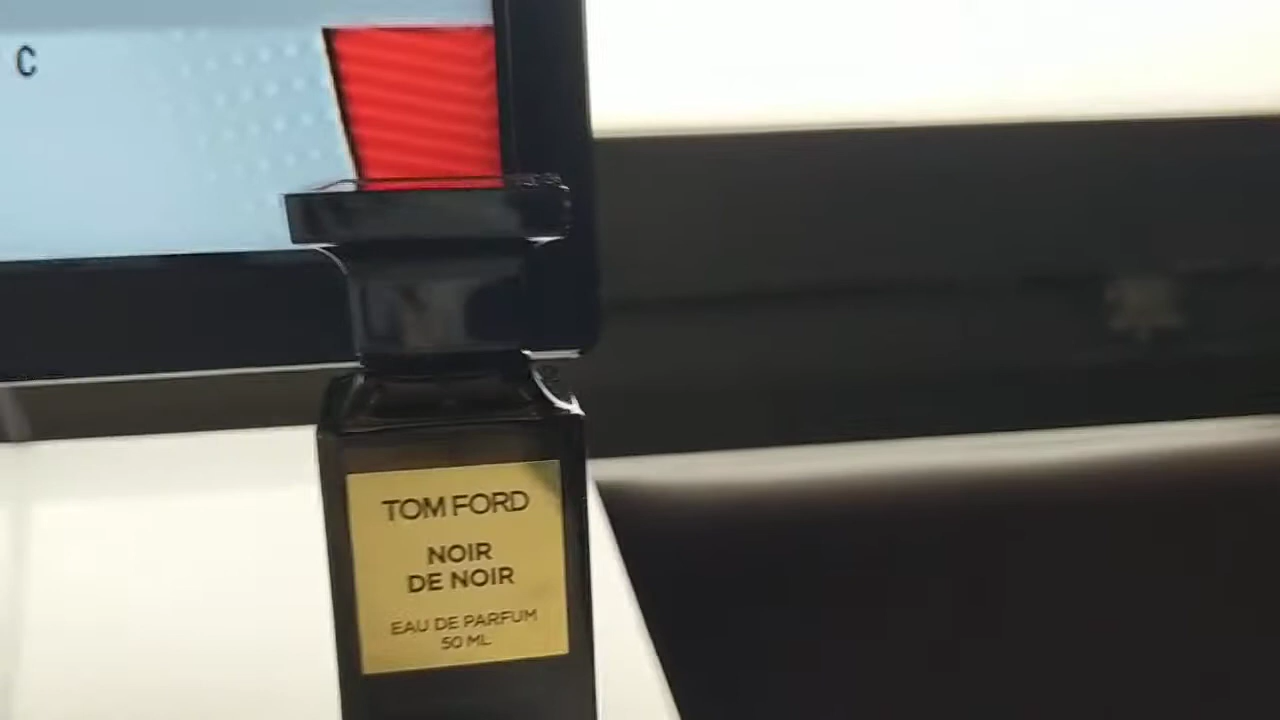 C
TOM FORD
NOIR
DE NOIR
EAU DE PARFUM
50 ML